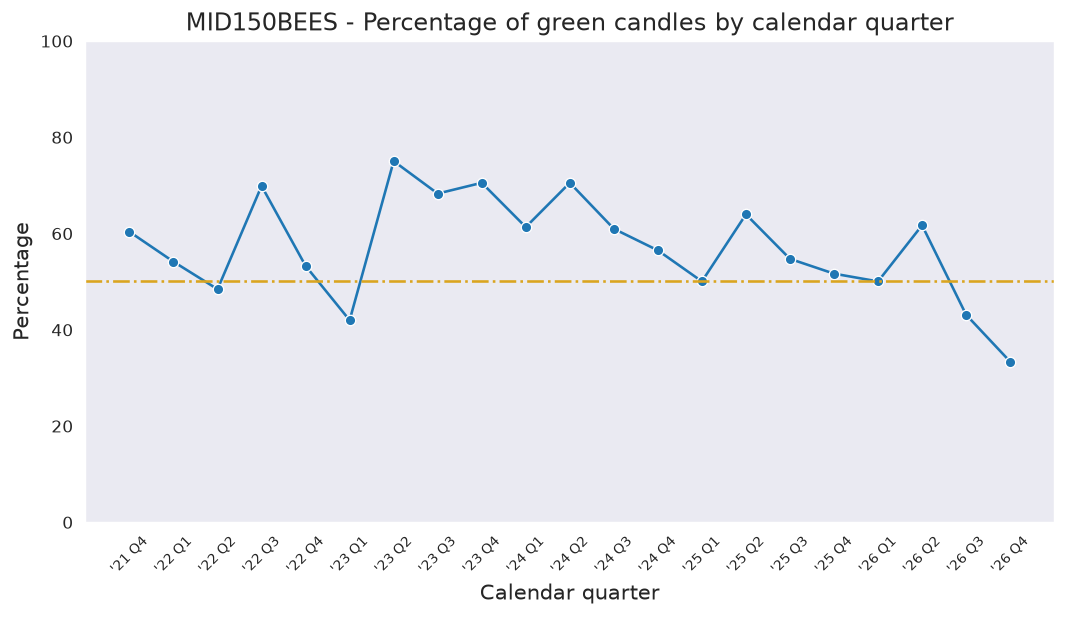 MID150BEES - Percentage of green candles by calendar quarter
100
80
60
40
20
0
Percentage
'21 Q4
'22 Q1
'22 Q2
'22 Q3
'22 Q4
'23 Q1
'23 Q2
'23 Q3
'23 Q4
'24 Q1
'24 Q2
'24 Q3
'24 Q4
'25 Q1
'25 Q2
'25 Q3
'25 Q4
'26 Q1
'26 Q2
'26 Q3
'26 Q4
Calendar quarter